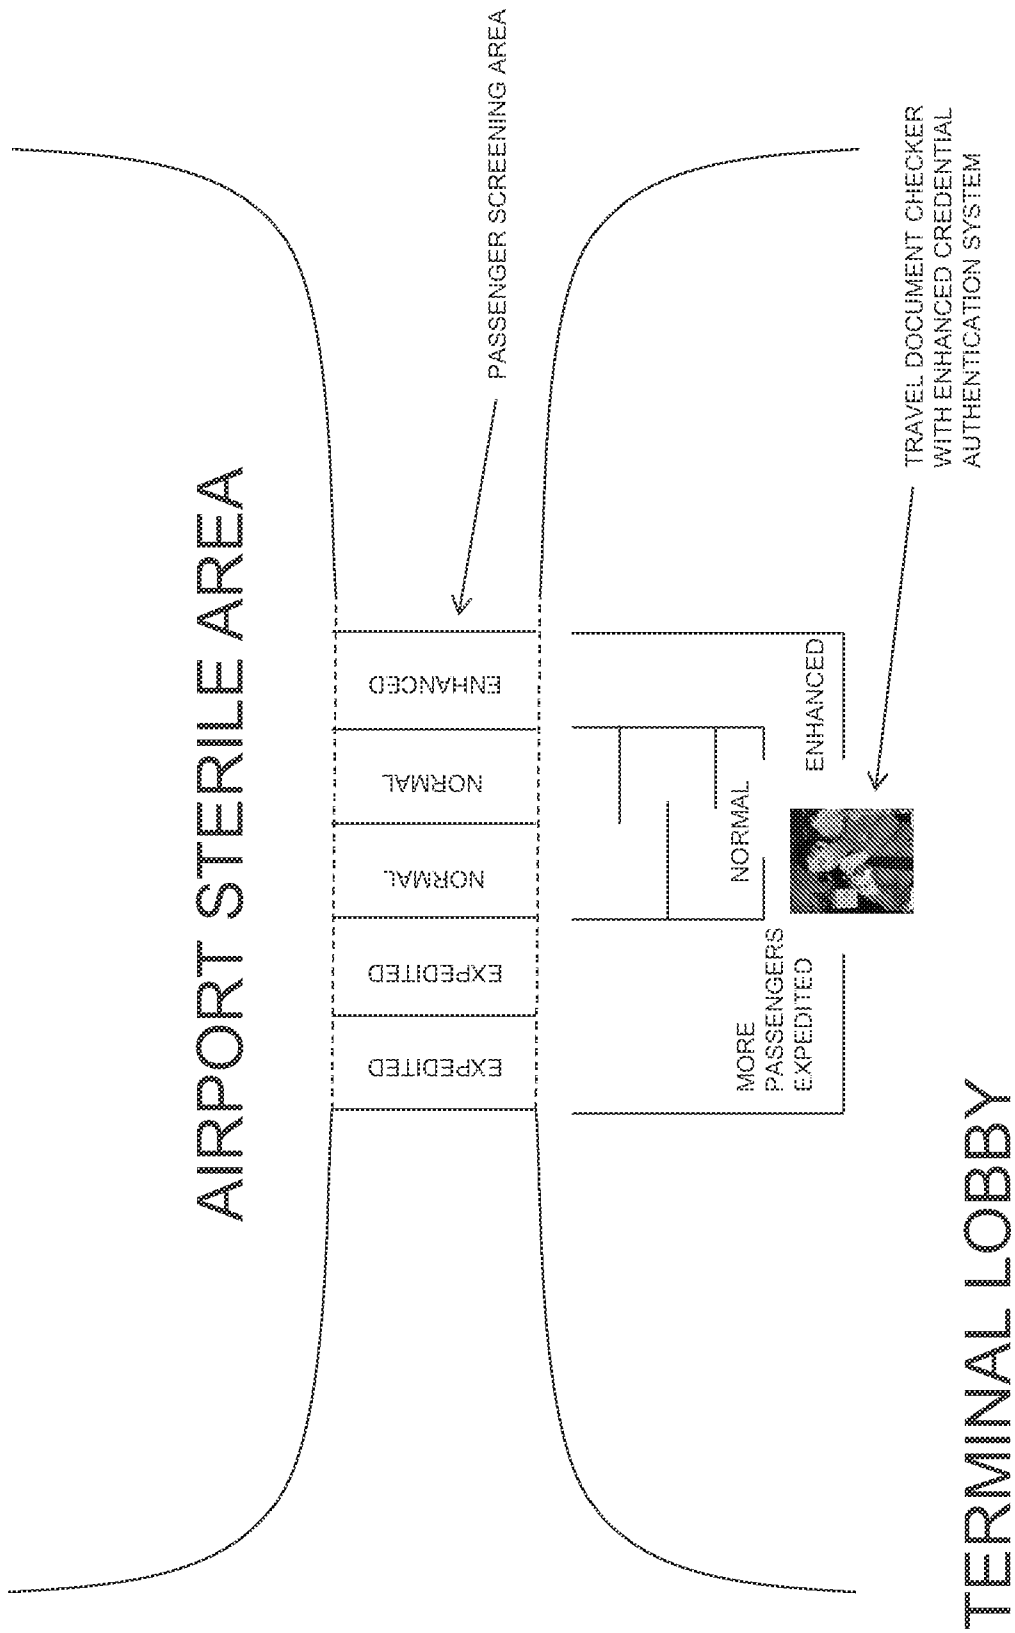 AIRPORT STERILE AREA
PASSENGER SCREENING AREA
EXPEDITED
EXPEDITED
NORMAL
NORMAL
ENHANCED
MORE
PASSENGERS
EXPEDITED
NORMAL
ENHANCED
TRAVEL DOCUMENT CHECKER
WITH ENHANCED CREDENTIAL
AUTHENTICATION SYSTEM
TERMINAL LOBBY